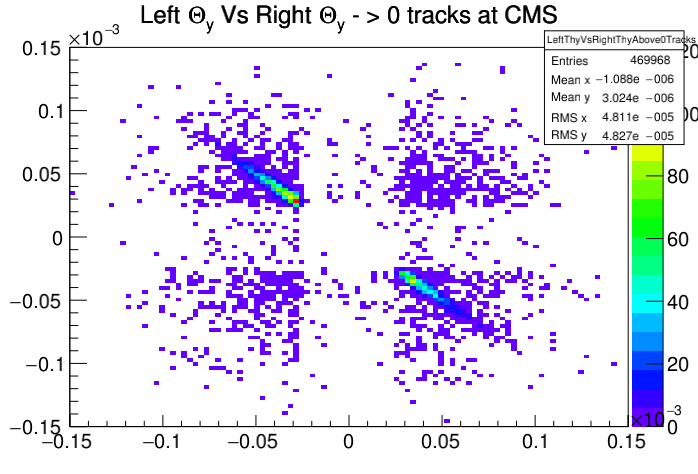 Left Θy Vs Right Θy - > 0 tracks at CMS
×10⁻³
LeftThyVsRightThyAbove0Tracks
Entries 469968
Mean x −1.088e −006
Mean y 3.024e −006
RMS x 4.811e −005
RMS y 4.827e −005
0.15
0.1
0.05
0
−0.05
−0.1
−0.15
80
60
40
20
0
×10⁻³
−0.15 −0.1 −0.05 0 0.05 0.1 0.15